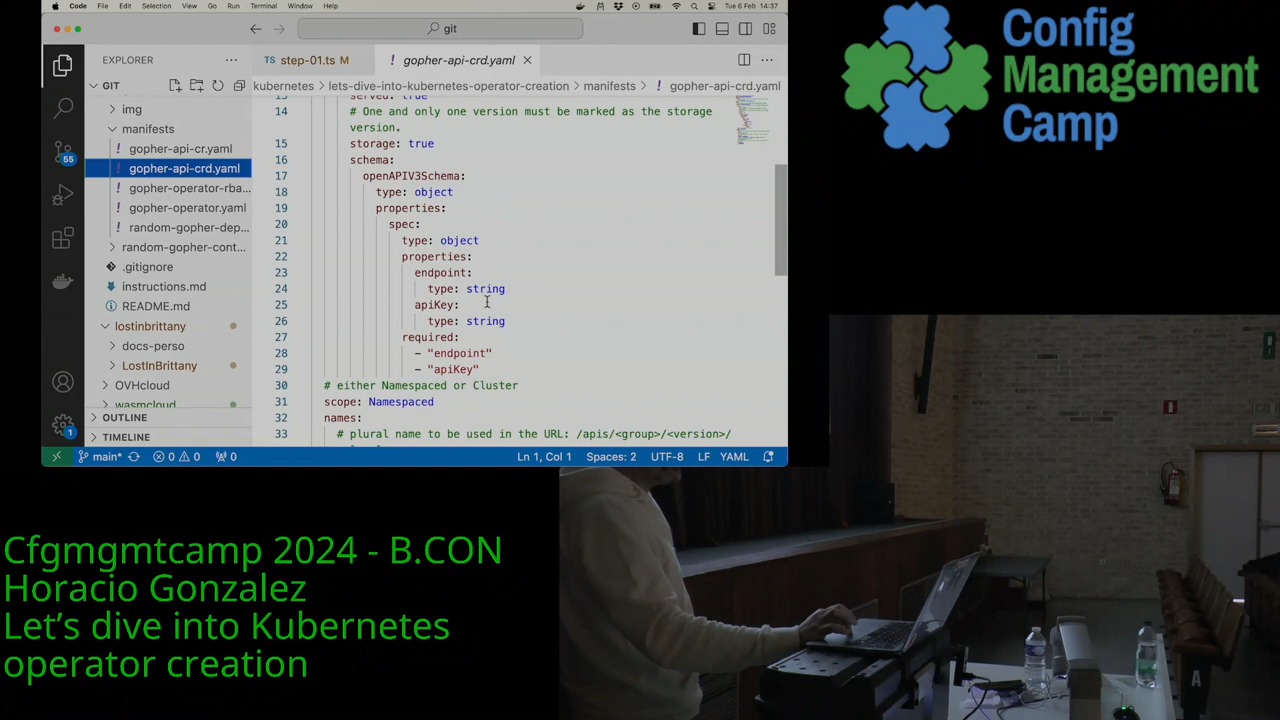 Code File Edit Selection View Go Run Terminal Window Help
Tue 6 Feb 14:37
git
EXPLORER
TS step-01.ts M
! gopher-api-crd.yaml
GIT
kubernetes > lets-dive-into-kubernetes-operator-creation > manifests > ! gopher-api-crd.yaml
img
manifests
! gopher-api-cr.yaml
! gopher-api-crd.yaml
! gopher-operator-rba...
! gopher-operator.yaml
! random-gopher-dep...
random-gopher-cont...
.gitignore
instructions.md
README.md
lostinbrittany
docs-perso
LostInBrittany
OVHcloud
wasmcloud
OUTLINE
TIMELINE
55
1
13 served: true
14 # One and only one version must be marked as the storage
version.
15 storage: true
16 schema:
17 openAPIV3Schema:
18 type: object
19 properties:
20 spec:
21 type: object
22 properties:
23 endpoint:
24 type: string
25 apiKey:
26 type: string
27 required:
28 - "endpoint"
29 - "apiKey"
30 # either Namespaced or Cluster
31 scope: Namespaced
32 names:
33 # plural name to be used in the URL: /apis/<group>/<version>/
main* 0 0 0 Ln 1, Col 1 Spaces: 2 UTF-8 LF YAML
Config
Management
Camp
Cfgmgmtcamp 2024 - B.CON
Horacio Gonzalez
Let's dive into Kubernetes
operator creation
A